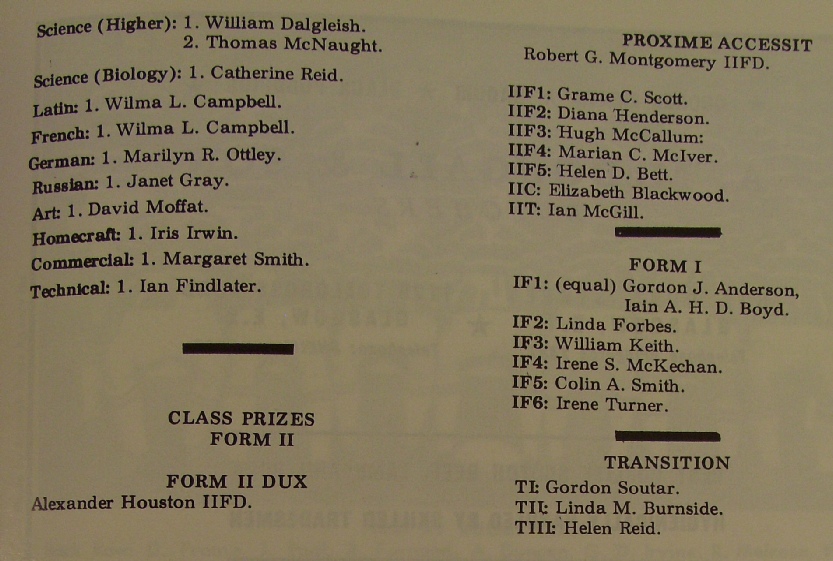 Science (Higher): 1. William Dalgleish.
2. Thomas McNaught.
Science (Biology): 1. Catherine Reid.
Latin: 1. Wilma L. Campbell.
French: 1. Wilma L. Campbell.
German: 1. Marilyn R. Ottley.
Russian: 1. Janet Gray.
Art: 1. David Moffat.
Homecraft: 1. Iris Irwin.
Commercial: 1. Margaret Smith.
Technical: 1. Ian Findlater.
CLASS PRIZES
FORM II
FORM II DUX
Alexander Houston IIFD.
PROXIME ACCESSIT
Robert G. Montgomery IIFD.
IIF1: Grame C. Scott.
IIF2: Diana Henderson.
IIF3: Hugh McCallum:
IIF4: Marian C. McIver.
IIF5: Helen D. Bett.
IIC: Elizabeth Blackwood.
IIT: Ian McGill.
FORM I
IF1: (equal) Gordon J. Anderson,
Iain A. H. D. Boyd.
IF2: Linda Forbes.
IF3: William Keith.
IF4: Irene S. McKechan.
IF5: Colin A. Smith.
IF6: Irene Turner.
TRANSITION
TI: Gordon Soutar.
TII: Linda M. Burnside.
TIII: Helen Reid.